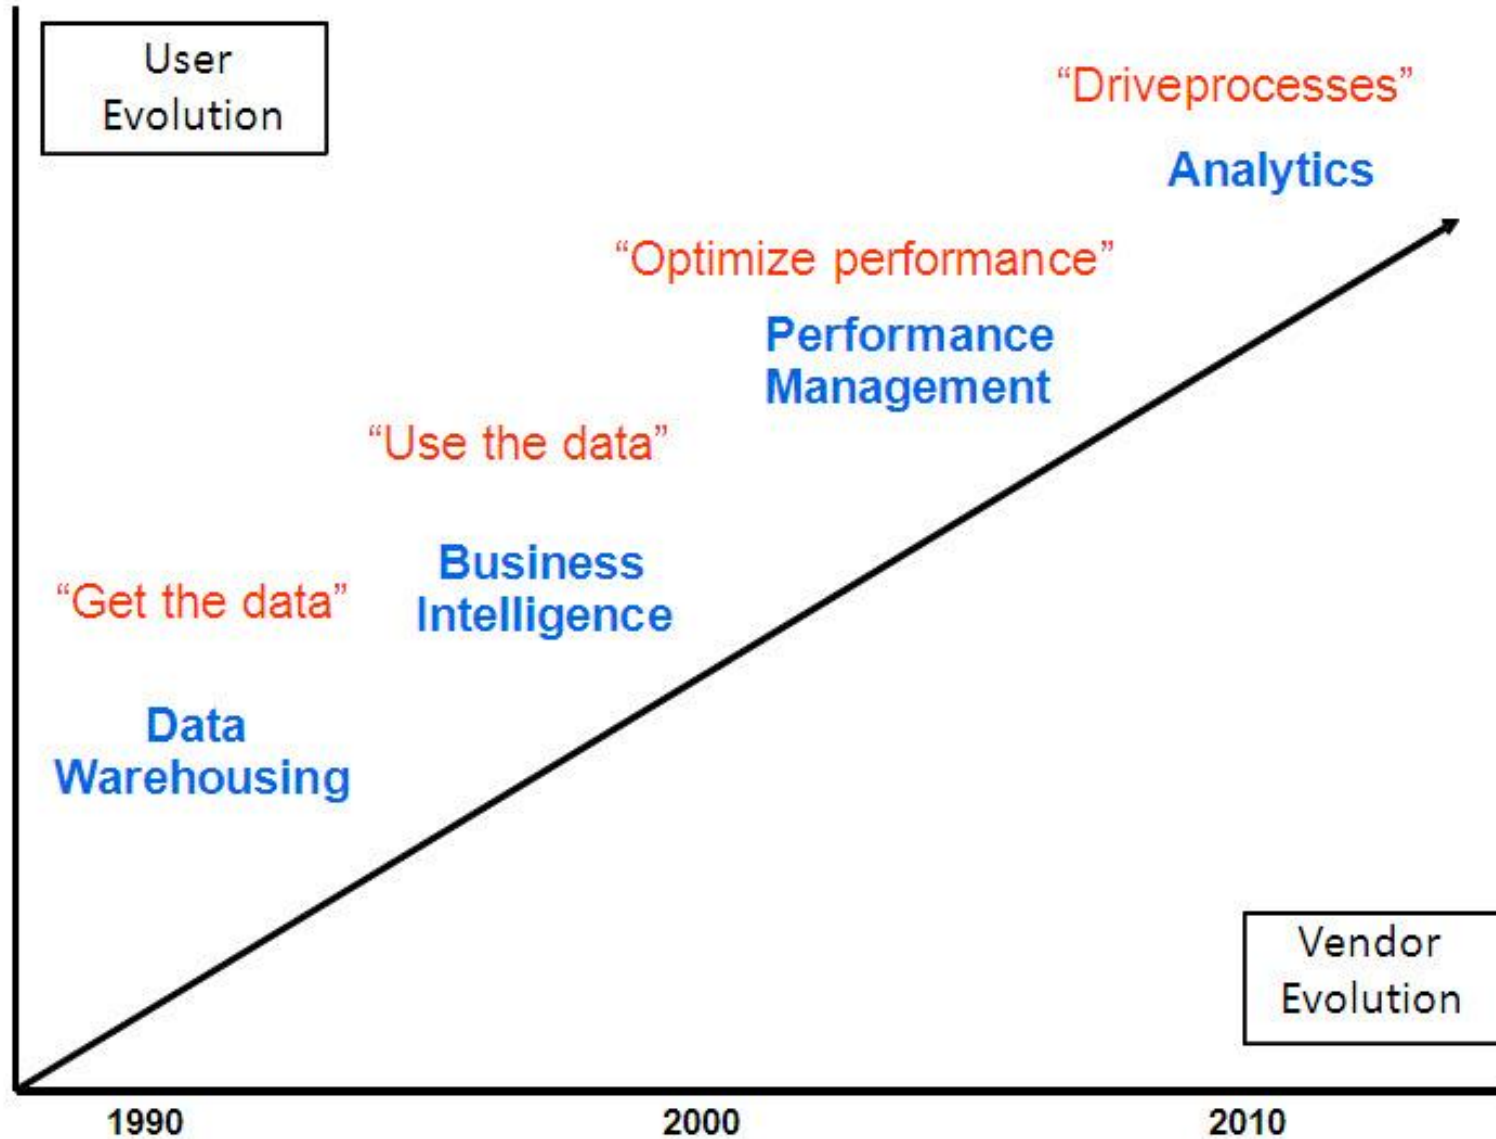 User
Evolution
“Driveprocesses”
Analytics
“Optimize performance”
Performance
Management
“Use the data”
Business
Intelligence
“Get the data”
Data
Warehousing
Vendor
Evolution
1990 2000 2010